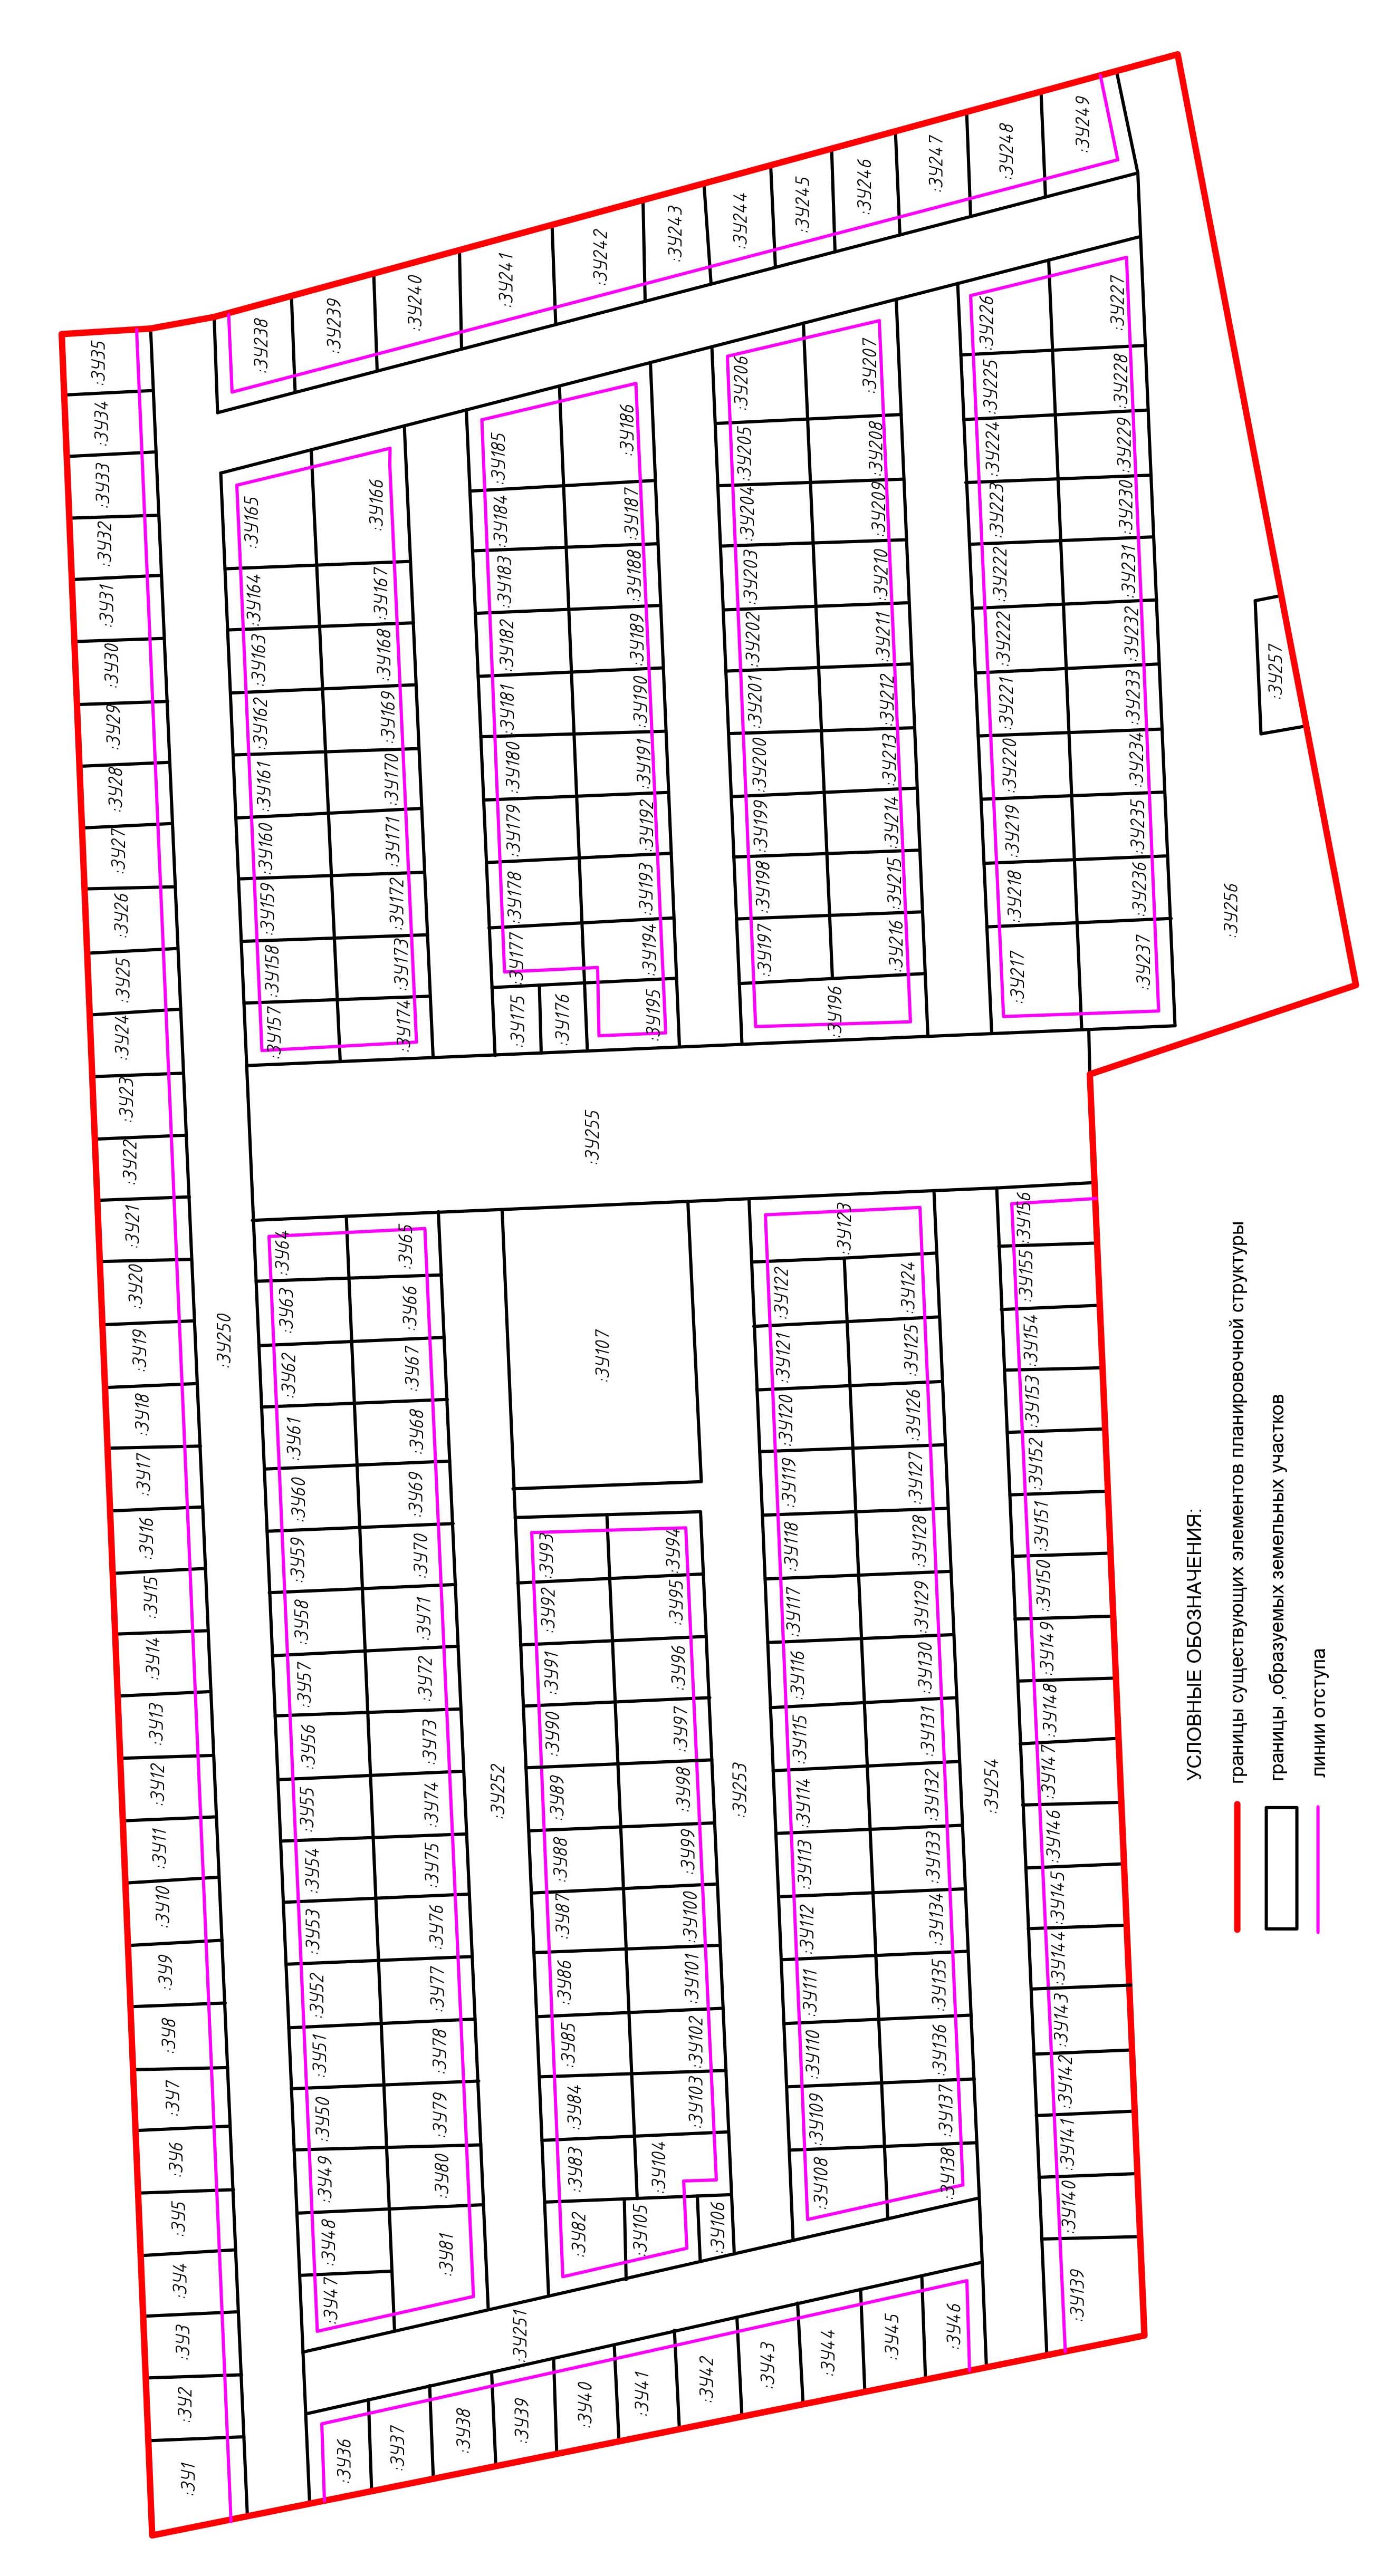 :ЗУ1
:ЗУ2
:ЗУ3
:ЗУ4
:ЗУ5
:ЗУ6
:ЗУ7
:ЗУ8
:ЗУ9
:ЗУ10
:ЗУ11
:ЗУ12
:ЗУ13
:ЗУ14
:ЗУ15
:ЗУ16
:ЗУ17
:ЗУ18
:ЗУ19
:ЗУ20
:ЗУ21
:ЗУ22
:ЗУ23
:ЗУ24
:ЗУ25
:ЗУ26
:ЗУ27
:ЗУ28
:ЗУ29
:ЗУ30
:ЗУ31
:ЗУ32
:ЗУ33
:ЗУ34
:ЗУ35
:ЗУ36
:ЗУ37
:ЗУ38
:ЗУ39
:ЗУ40
:ЗУ41
:ЗУ42
:ЗУ43
:ЗУ44
:ЗУ45
:ЗУ46
:ЗУ47
:ЗУ48
:ЗУ49
:ЗУ50
:ЗУ51
:ЗУ52
:ЗУ53
:ЗУ54
:ЗУ55
:ЗУ56
:ЗУ57
:ЗУ58
:ЗУ59
:ЗУ60
:ЗУ61
:ЗУ62
:ЗУ63
:ЗУ64
:ЗУ65
:ЗУ66
:ЗУ67
:ЗУ68
:ЗУ69
:ЗУ70
:ЗУ71
:ЗУ72
:ЗУ73
:ЗУ74
:ЗУ75
:ЗУ76
:ЗУ77
:ЗУ78
:ЗУ79
:ЗУ80
:ЗУ81
:ЗУ82
:ЗУ83
:ЗУ84
:ЗУ85
:ЗУ86
:ЗУ87
:ЗУ88
:ЗУ89
:ЗУ90
:ЗУ91
:ЗУ92
:ЗУ93
:ЗУ94
:ЗУ95
:ЗУ96
:ЗУ97
:ЗУ98
:ЗУ99
:ЗУ100
:ЗУ101
:ЗУ102
:ЗУ103
:ЗУ104
:ЗУ105
:ЗУ106
:ЗУ107
:ЗУ108
:ЗУ109
:ЗУ110
:ЗУ111
:ЗУ112
:ЗУ113
:ЗУ114
:ЗУ115
:ЗУ116
:ЗУ117
:ЗУ118
:ЗУ119
:ЗУ120
:ЗУ121
:ЗУ122
:ЗУ123
:ЗУ124
:ЗУ125
:ЗУ126
:ЗУ127
:ЗУ128
:ЗУ129
:ЗУ130
:ЗУ131
:ЗУ132
:ЗУ133
:ЗУ134
:ЗУ135
:ЗУ136
:ЗУ137
:ЗУ138
:ЗУ139
:ЗУ140
:ЗУ141
:ЗУ142
:ЗУ143
:ЗУ144
:ЗУ145
:ЗУ146
:ЗУ147
:ЗУ148
:ЗУ149
:ЗУ150
:ЗУ151
:ЗУ152
:ЗУ153
:ЗУ154
:ЗУ155
:ЗУ156
:ЗУ157
:ЗУ158
:ЗУ159
:ЗУ160
:ЗУ161
:ЗУ162
:ЗУ163
:ЗУ164
:ЗУ165
:ЗУ166
:ЗУ167
:ЗУ168
:ЗУ169
:ЗУ170
:ЗУ171
:ЗУ172
:ЗУ173
:ЗУ174
:ЗУ175
:ЗУ176
:ЗУ177
:ЗУ178
:ЗУ179
:ЗУ180
:ЗУ181
:ЗУ182
:ЗУ183
:ЗУ184
:ЗУ185
:ЗУ186
:ЗУ187
:ЗУ188
:ЗУ189
:ЗУ190
:ЗУ191
:ЗУ192
:ЗУ193
:ЗУ194
:ЗУ195
:ЗУ196
:ЗУ197
:ЗУ198
:ЗУ199
:ЗУ200
:ЗУ201
:ЗУ202
:ЗУ203
:ЗУ204
:ЗУ205
:ЗУ206
:ЗУ207
:ЗУ208
:ЗУ209
:ЗУ210
:ЗУ211
:ЗУ212
:ЗУ213
:ЗУ214
:ЗУ215
:ЗУ216
:ЗУ217
:ЗУ218
:ЗУ219
:ЗУ220
:ЗУ221
:ЗУ222
:ЗУ222
:ЗУ223
:ЗУ224
:ЗУ225
:ЗУ226
:ЗУ227
:ЗУ228
:ЗУ229
:ЗУ230
:ЗУ231
:ЗУ232
:ЗУ233
:ЗУ234
:ЗУ235
:ЗУ236
:ЗУ237
:ЗУ238
:ЗУ239
:ЗУ240
:ЗУ241
:ЗУ242
:ЗУ243
:ЗУ244
:ЗУ245
:ЗУ246
:ЗУ247
:ЗУ248
:ЗУ249
:ЗУ250
:ЗУ251
:ЗУ252
:ЗУ253
:ЗУ254
:ЗУ255
:ЗУ256
:ЗУ257
УСЛОВНЫЕ ОБОЗНАЧЕНИЯ:
границы существующих элементов планировочной структуры
границы ,образуемых земельных участков
линии отступа